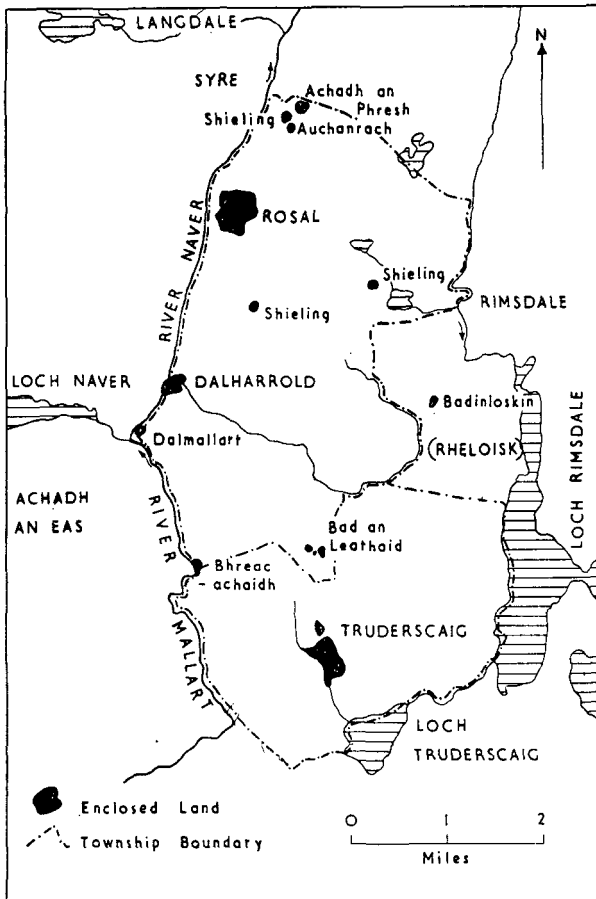 LANGDALE
N
SYRE
Achadh an
Phresh
Shieling
Auchanrach
ROSAL
RIVER NAVER
Shieling
RIMSDALE
Shieling
LOCH NAVER
DALHARROLD
Badinloskin
Dalmallart
(RHELOISK)
LOCH RIMSDALE
ACHADH
AN EAS
RIVER
MALLART
Bad an
Leathaid
Bhreac
-achaidh
TRUDERSCAIG
LOCH
TRUDERSCAIG
Enclosed Land
Township Boundary
0 1 2
Miles